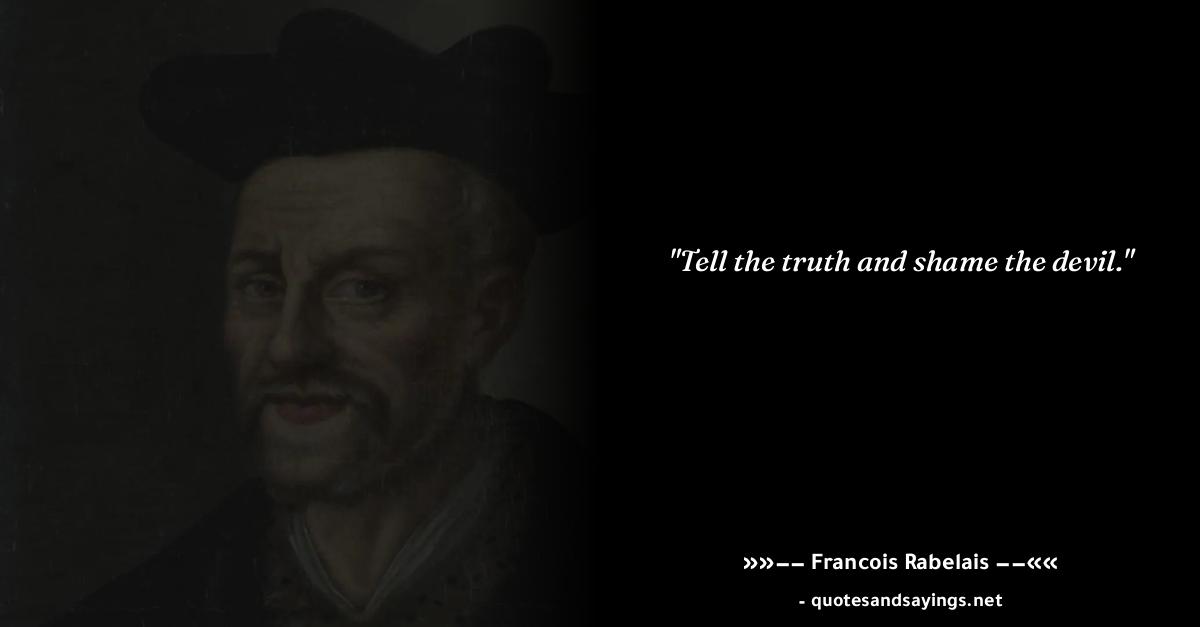 "Tell the truth and shame the devil."
»»−− Francois Rabelais −−««
- quotesandsayings.net